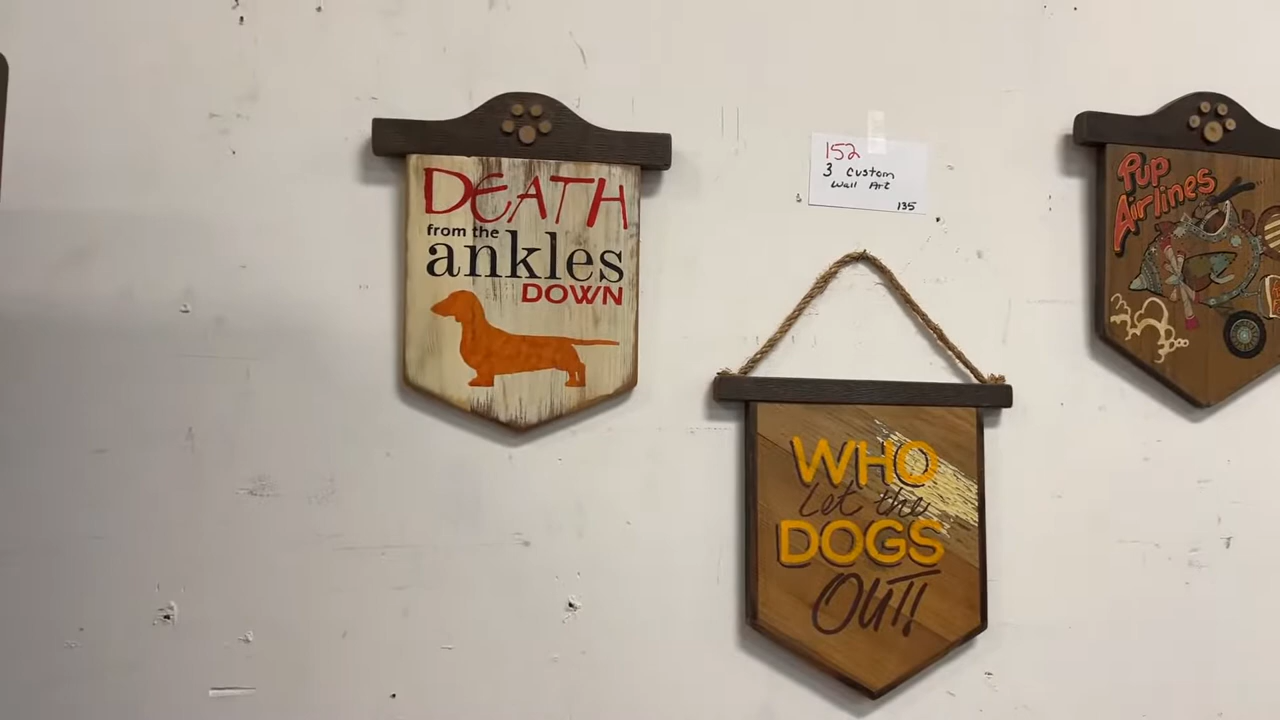 DEATH
from the
ankles
DOWN
152
3 Custom
Wall Art
135
WHO
Let the
DOGS
OUT!
Pup
Airlines